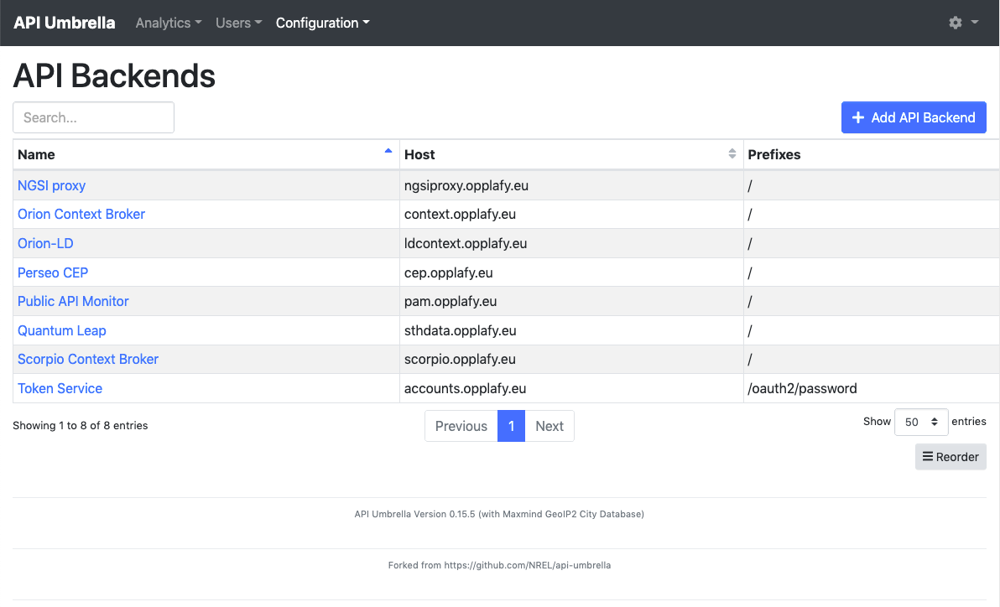 API Umbrella Analytics Users Configuration
API Backends
Search...
Add API Backend
Name Host Prefixes
NGSI proxy ngsiproxy.opplafy.eu /
Orion Context Broker context.opplafy.eu /
Orion-LD ldcontext.opplafy.eu /
Perseo CEP cep.opplafy.eu /
Public API Monitor pam.opplafy.eu /
Quantum Leap sthdata.opplafy.eu /
Scorpio Context Broker scorpio.opplafy.eu /
Token Service accounts.opplafy.eu /oauth2/password
Showing 1 to 8 of 8 entries Previous 1 Next Show 50 entries
Reorder
API Umbrella Version 0.15.5 (with Maxmind GeoIP2 City Database)
Forked from https://github.com/NREL/api-umbrella